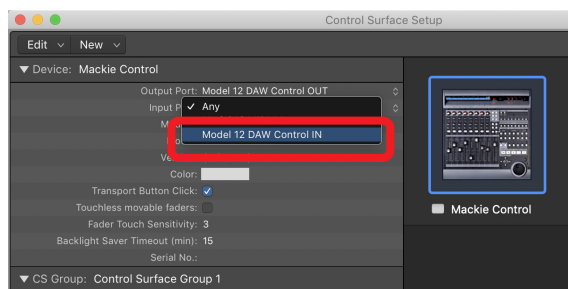 Control Surface Setup
Edit New
Device: Mackie Control
Output Port: Model 12 DAW Control OUT
Input P Any
M
Model 12 DAW Control IN
Ve
Color:
Transport Button Click:
Touchless movable faders:
Fader Touch Sensitivity: 3
Backlight Saver Timeout (min): 15
Serial No.:
CS Group: Control Surface Group 1
Mackie Control